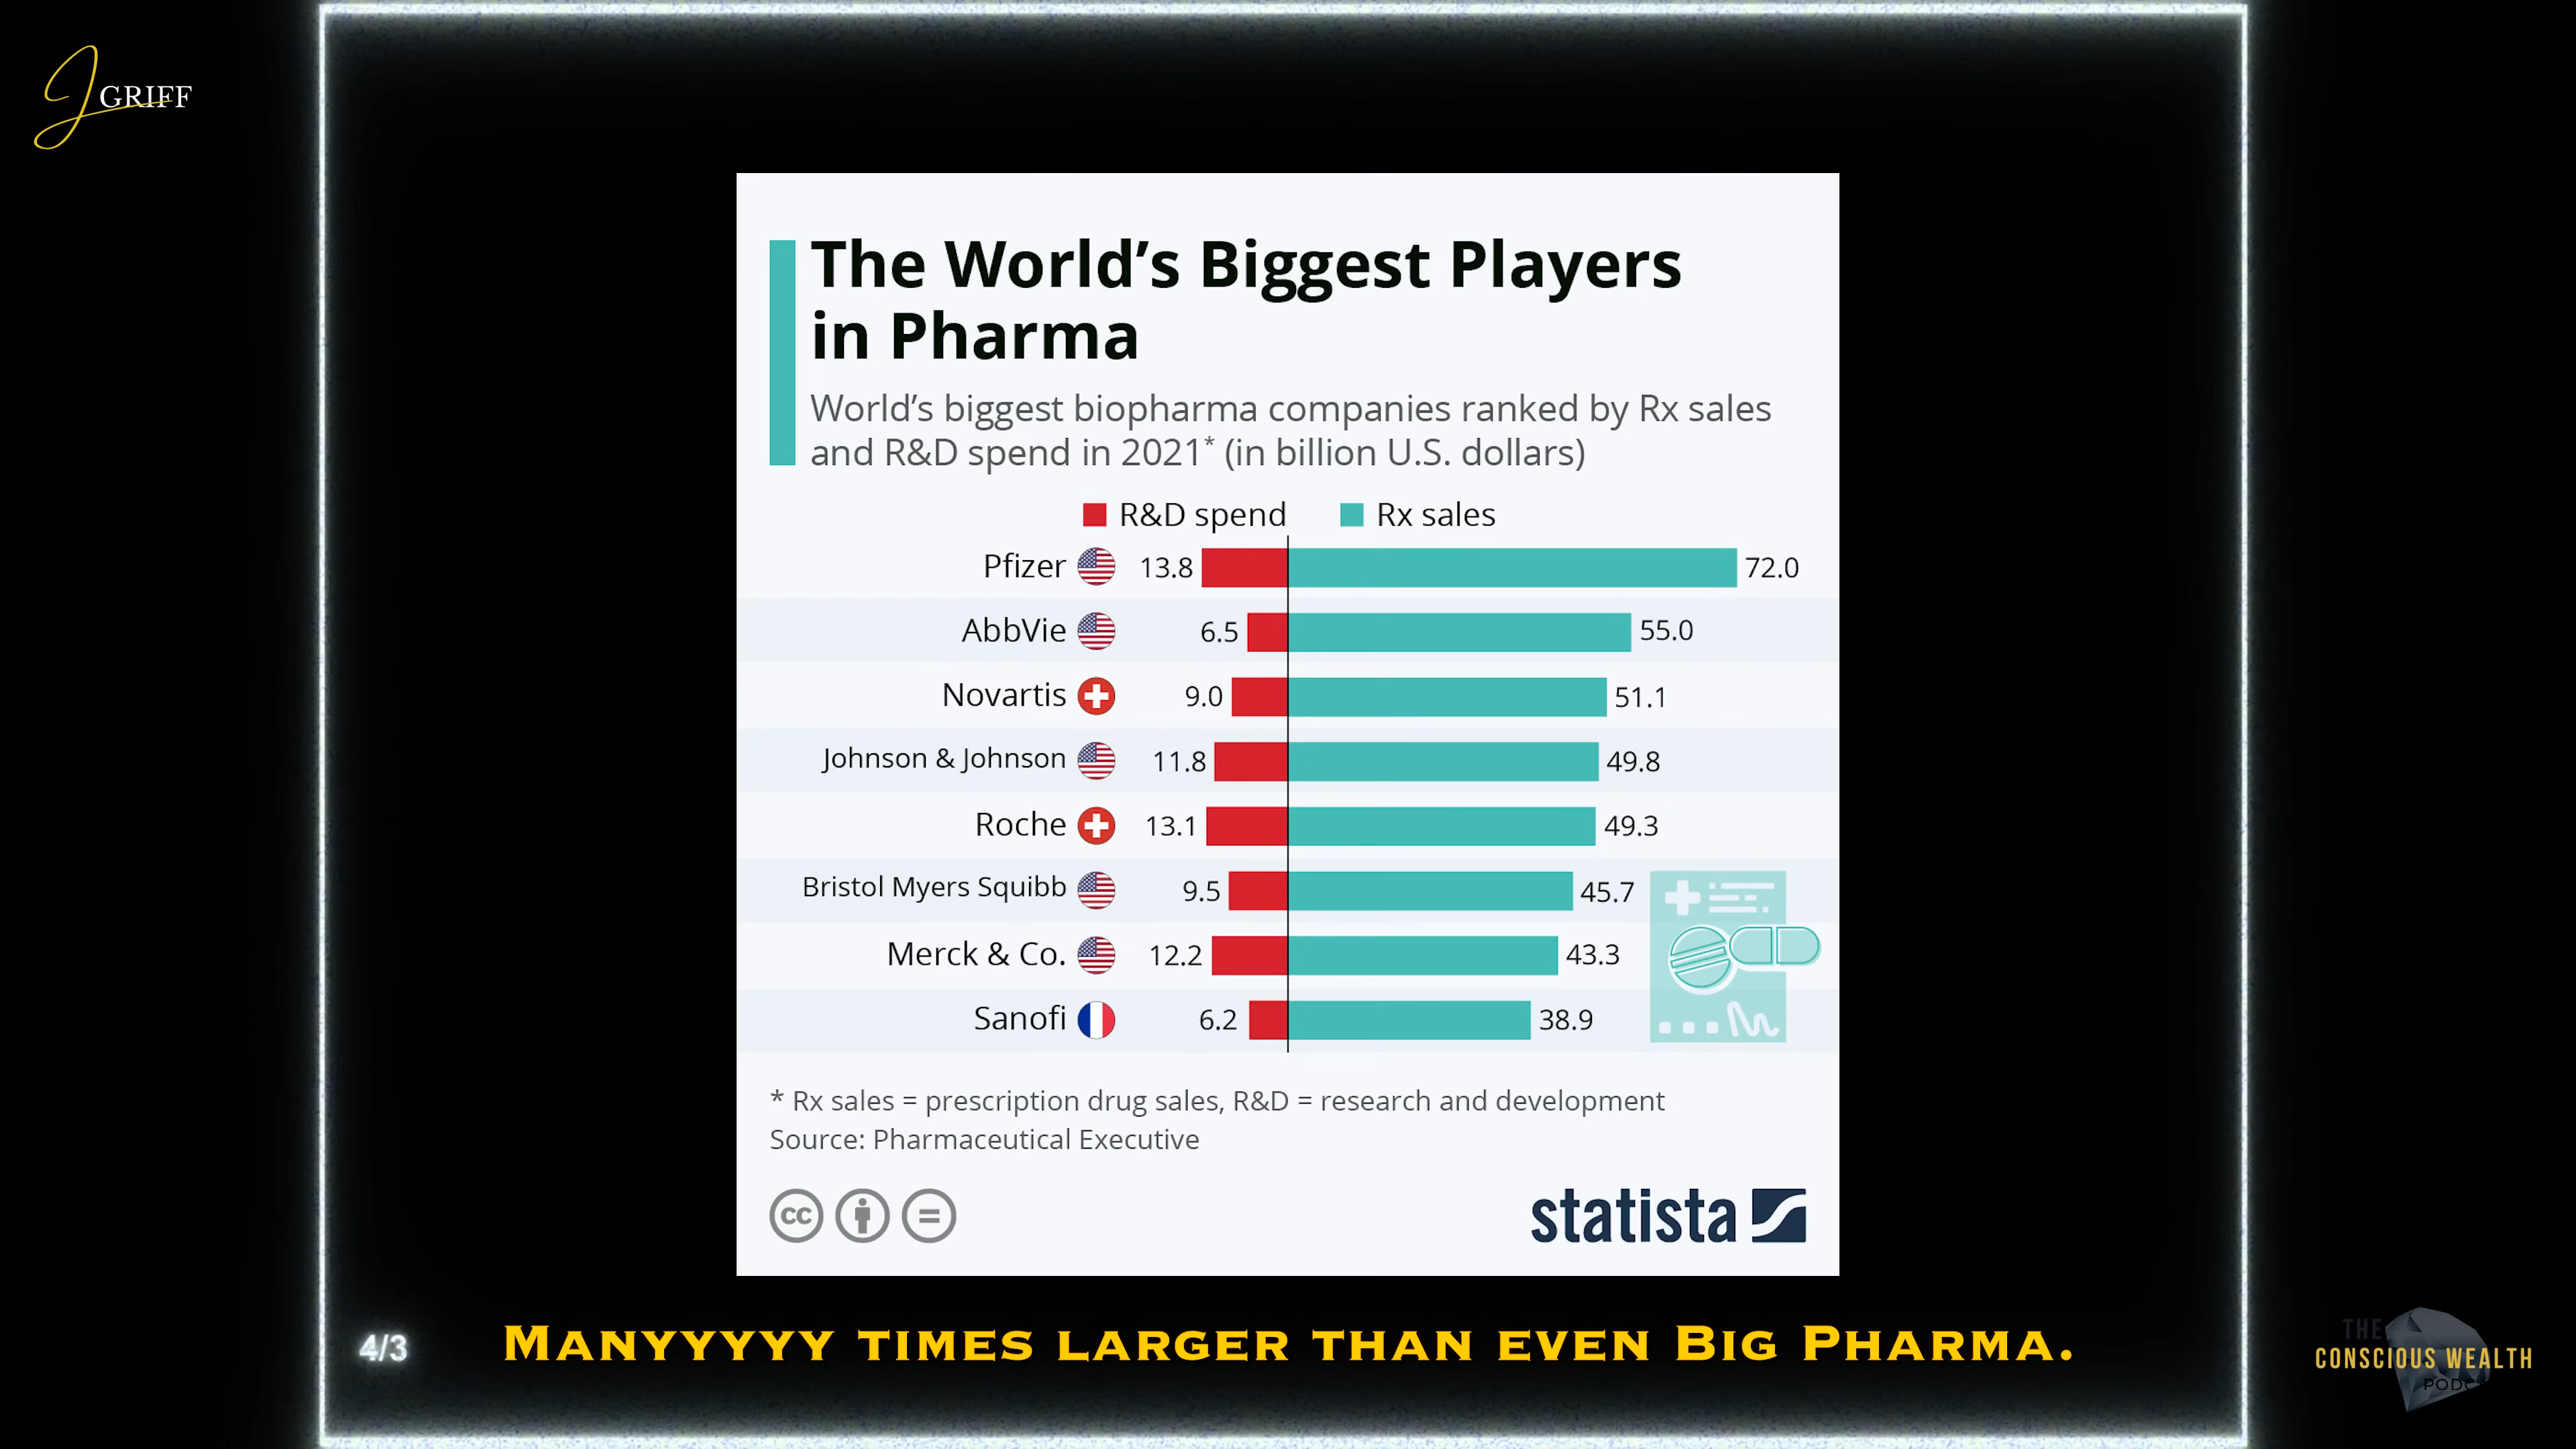 J GRIFF
The World’s Biggest Players
in Pharma
World’s biggest biopharma companies ranked by Rx sales
and R&D spend in 2021* (in billion U.S. dollars)
R&D spend Rx sales
Pfizer 13.8 72.0
AbbVie 6.5 55.0
Novartis 9.0 51.1
Johnson & Johnson 11.8 49.8
Roche 13.1 49.3
Bristol Myers Squibb 9.5 45.7
Merck & Co. 12.2 43.3
Sanofi 6.2 38.9
* Rx sales = prescription drug sales, R&D = research and development
Source: Pharmaceutical Executive
cc
statista
4/3
Manyyyyy times larger than even Big Pharma.
THE
CONSCIOUS WEALTH